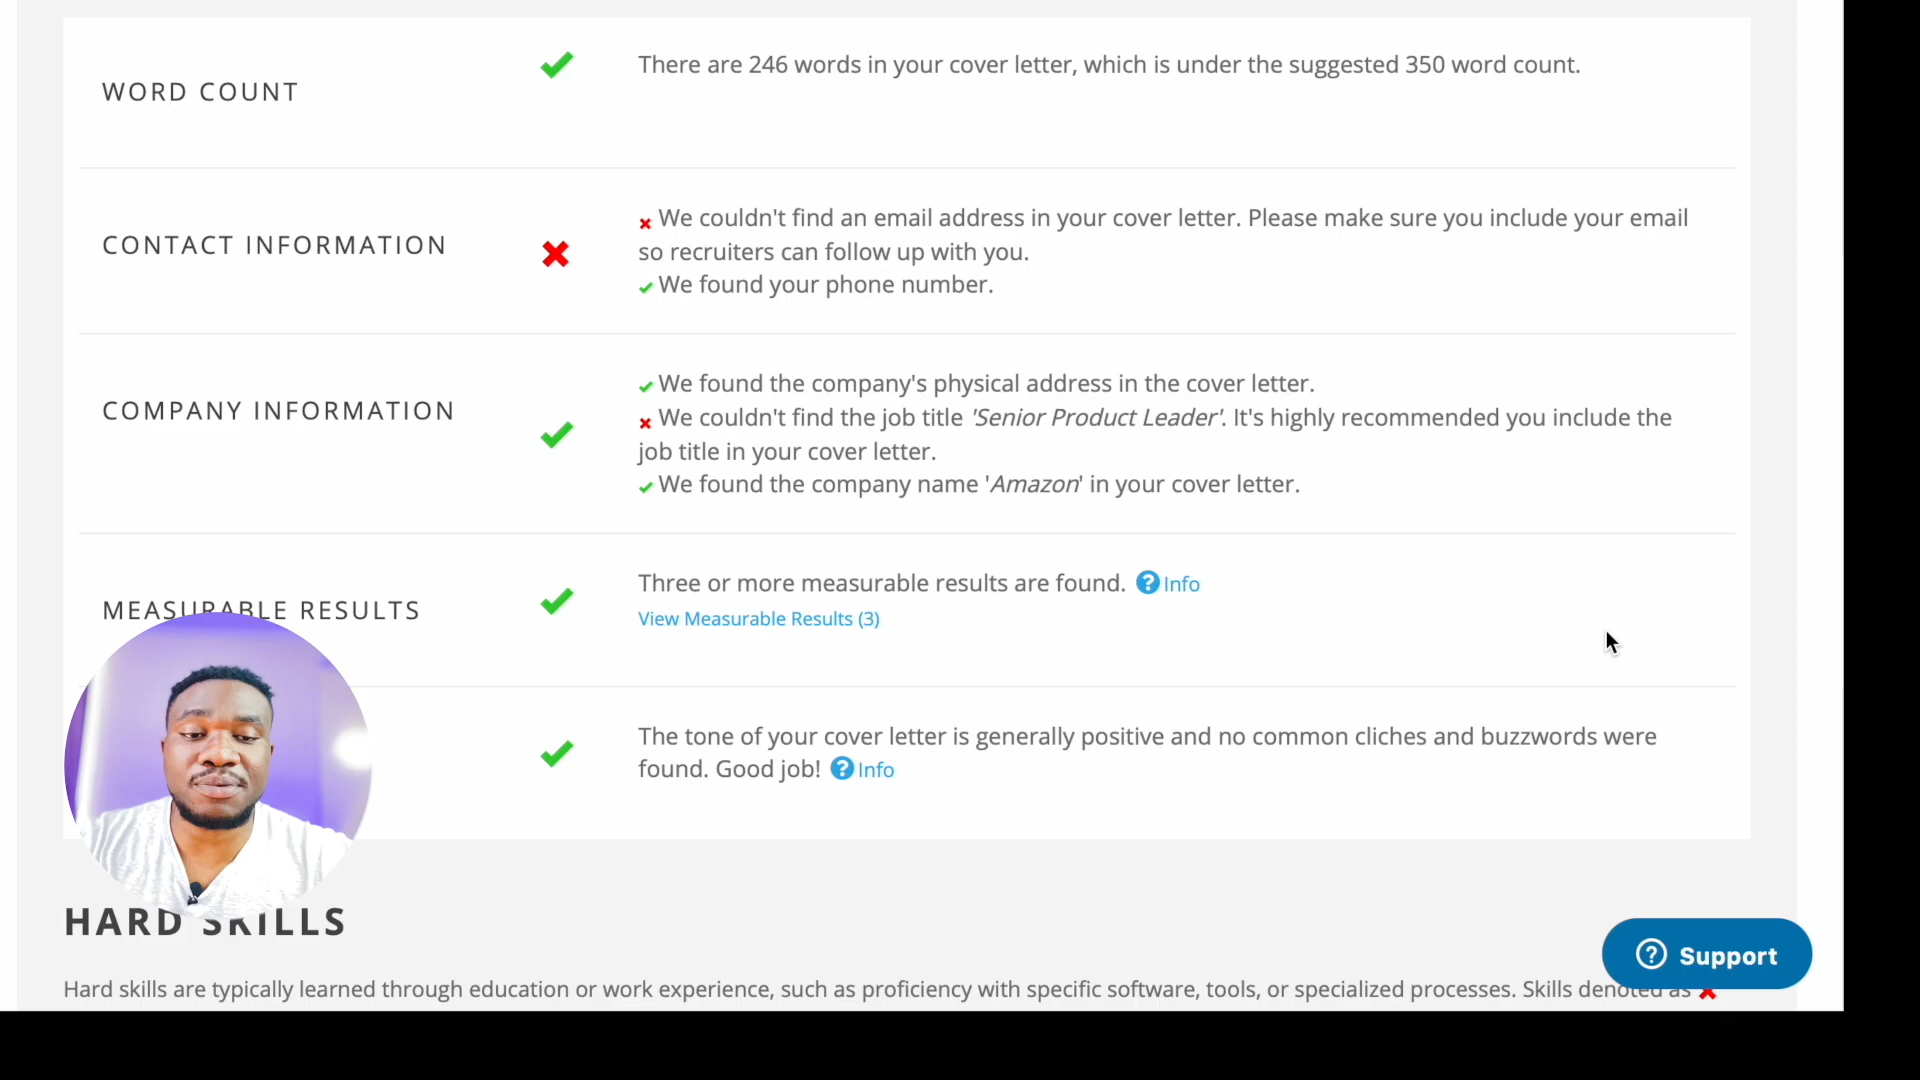 WORD COUNT
There are 246 words in your cover letter, which is under the suggested 350 word count.
CONTACT INFORMATION
We couldn't find an email address in your cover letter. Please make sure you include your email
so recruiters can follow up with you.
We found your phone number.
COMPANY INFORMATION
We found the company's physical address in the cover letter.
We couldn't find the job title 'Senior Product Leader'. It's highly recommended you include the
job title in your cover letter.
We found the company name 'Amazon' in your cover letter.
MEASURABLE RESULTS
Three or more measurable results are found. Info
View Measurable Results (3)
The tone of your cover letter is generally positive and no common cliches and buzzwords were
found. Good job! Info
HARD SKILLS
Support
Hard skills are typically learned through education or work experience, such as proficiency with specific software, tools, or specialized processes. Skills denoted as